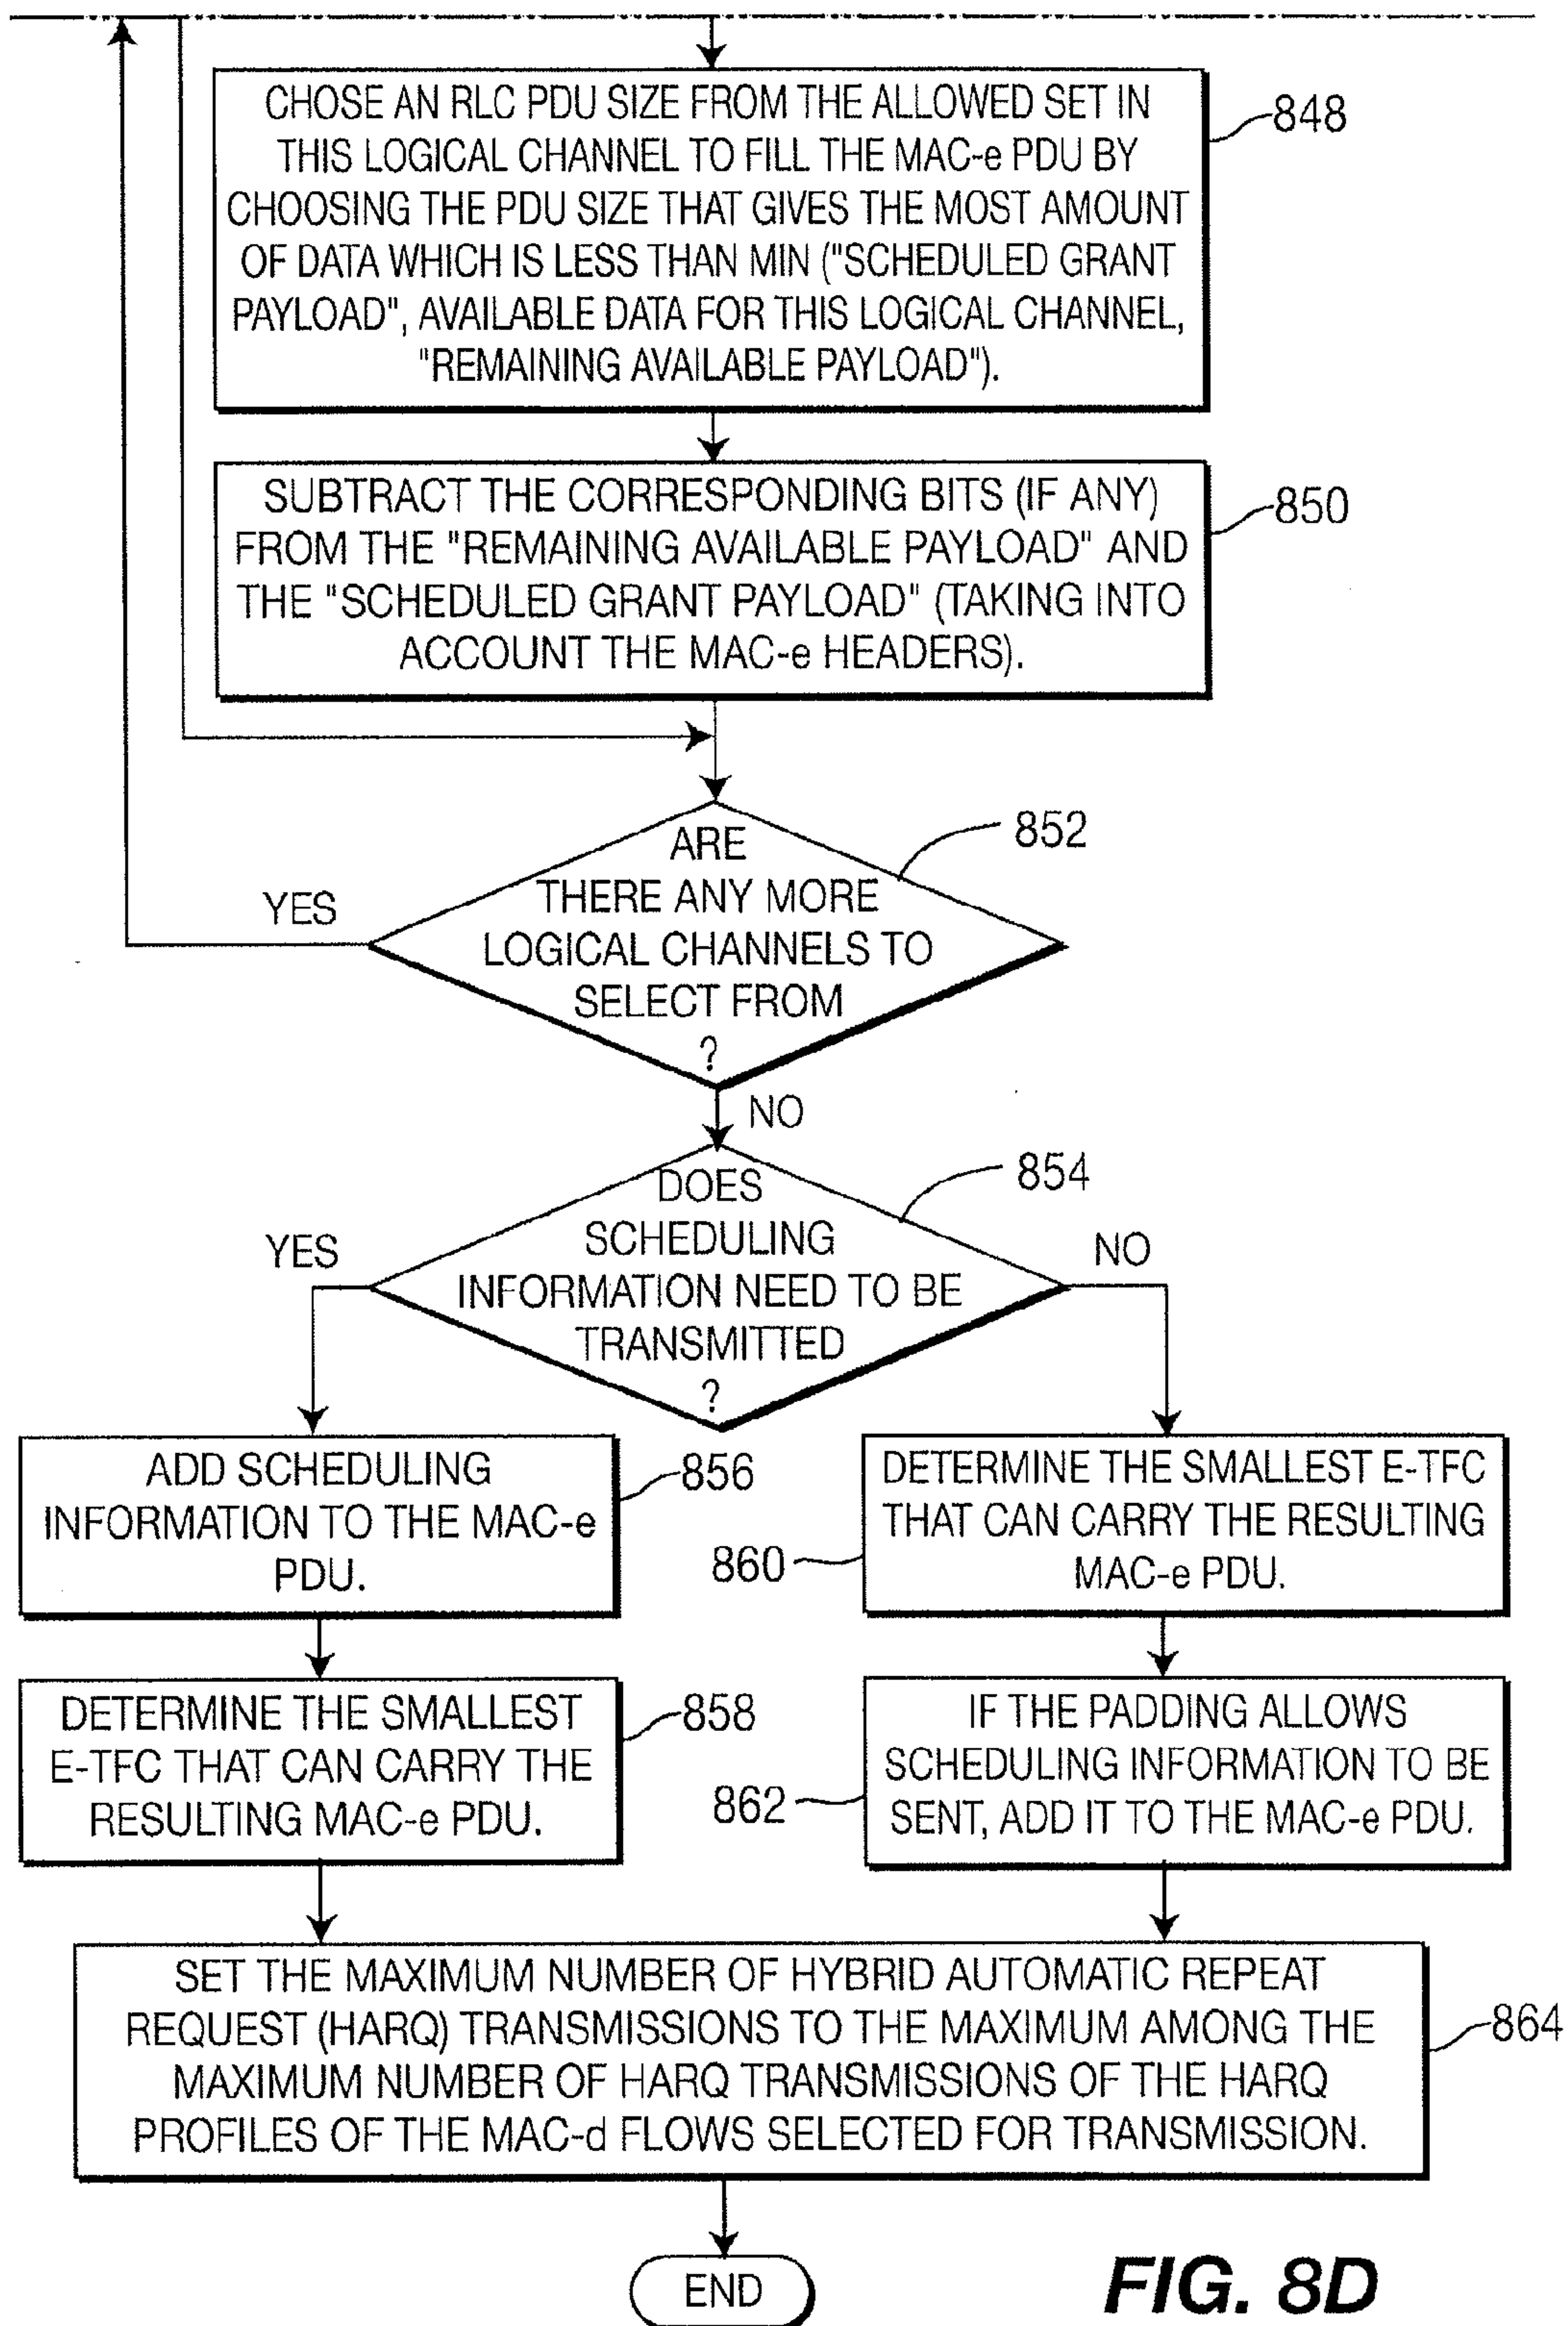 CHOSE AN RLC PDU SIZE FROM THE ALLOWED SET IN
THIS LOGICAL CHANNEL TO FILL THE MAC-e PDU BY
CHOOSING THE PDU SIZE THAT GIVES THE MOST AMOUNT
OF DATA WHICH IS LESS THAN MIN ("SCHEDULED GRANT
PAYLOAD", AVAILABLE DATA FOR THIS LOGICAL CHANNEL,
"REMAINING AVAILABLE PAYLOAD").
848
SUBTRACT THE CORRESPONDING BITS (IF ANY)
FROM THE "REMAINING AVAILABLE PAYLOAD" AND
THE "SCHEDULED GRANT PAYLOAD" (TAKING INTO
ACCOUNT THE MAC-e HEADERS).
850
ARE
THERE ANY MORE
LOGICAL CHANNELS TO
SELECT FROM
?
852
YES
NO
DOES
SCHEDULING
INFORMATION NEED TO BE
TRANSMITTED
?
854
YES
NO
ADD SCHEDULING
INFORMATION TO THE MAC-e
PDU.
856
DETERMINE THE SMALLEST E-TFC
THAT CAN CARRY THE RESULTING
MAC-e PDU.
860
DETERMINE THE SMALLEST
E-TFC THAT CAN CARRY THE
RESULTING MAC-e PDU.
858
IF THE PADDING ALLOWS
SCHEDULING INFORMATION TO BE
SENT, ADD IT TO THE MAC-e PDU.
862
SET THE MAXIMUM NUMBER OF HYBRID AUTOMATIC REPEAT
REQUEST (HARQ) TRANSMISSIONS TO THE MAXIMUM AMONG THE
MAXIMUM NUMBER OF HARQ TRANSMISSIONS OF THE HARQ
PROFILES OF THE MAC-d FLOWS SELECTED FOR TRANSMISSION.
864
END
FIG. 8D